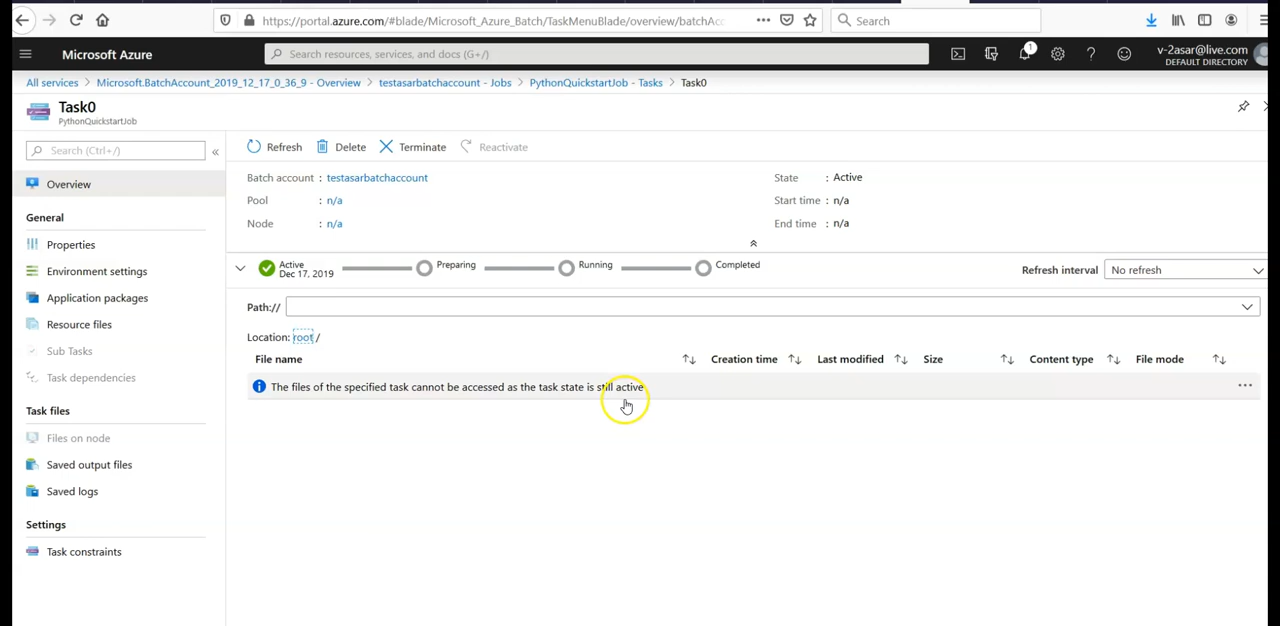 https://portal.azure.com/#blade/Microsoft_Azure_Batch/TaskMenuBlade/overview/batchAcc
Search
Microsoft Azure
Search resources, services, and docs (G+/)
1
v-2asar@live.com
DEFAULT DIRECTORY
All services > Microsoft.BatchAccount_2019_12_17_0_36_9 - Overview > testasarbatchaccount - Jobs > PythonQuickstartJob - Tasks > Task0
Task0
PythonQuickstartJob
Search (Ctrl+/)
«
Refresh Delete Terminate Reactivate
Overview
General
Properties
Environment settings
Application packages
Resource files
Sub Tasks
Task dependencies
Task files
Files on node
Saved output files
Saved logs
Settings
Task constraints
Batch account : testasarbatchaccount
Pool : n/a
Node : n/a
State : Active
Start time : n/a
End time : n/a
Active
Dec 17, 2019
Preparing
Running
Completed
Refresh interval No refresh
Path://
Location: root /
File name Creation time Last modified Size Content type File mode
The files of the specified task cannot be accessed as the task state is still active